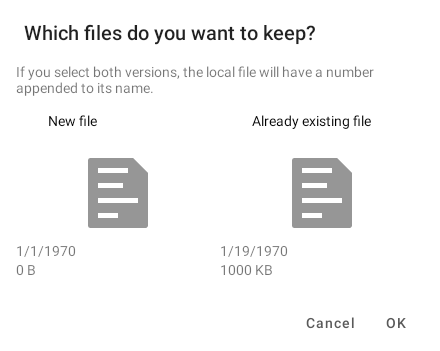 Which files do you want to keep?
If you select both versions, the local file will have a number
appended to its name.
New file
Already existing file
1/1/1970
0 B
1/19/1970
1000 KB
Cancel
OK